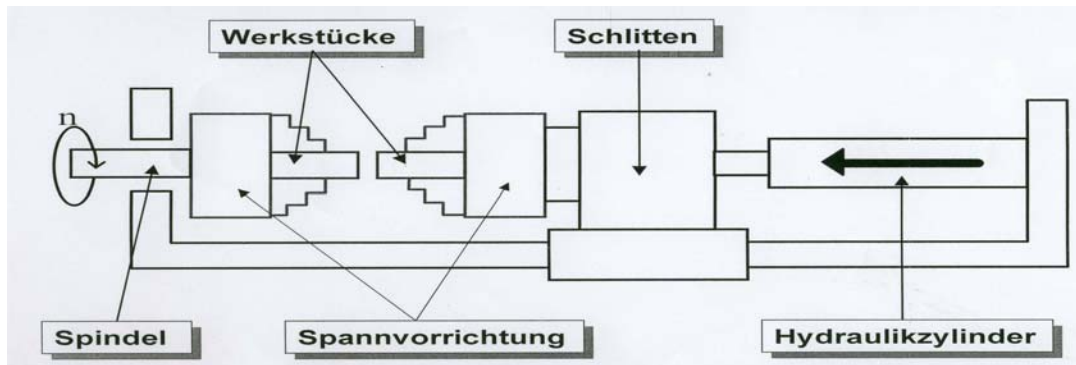 Werkstücke
Schlitten
n
Spindel
Spannvorrichtung
Hydraulikzylinder